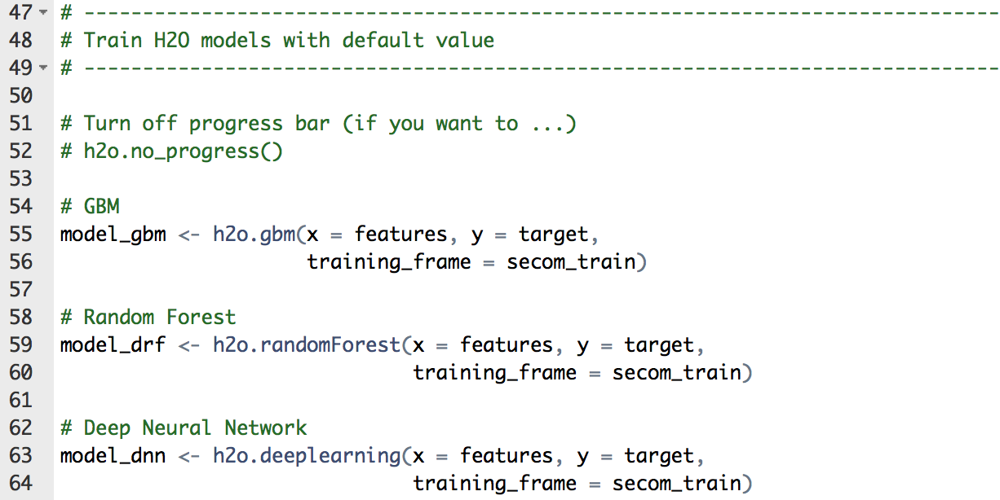 47 # ------------------------------------------------------------------------------
48 # Train H2O models with default value
49 # ------------------------------------------------------------------------------
50
51 # Turn off progress bar (if you want to ...)
52 # h2o.no_progress()
53
54 # GBM
55 model_gbm <- h2o.gbm(x = features, y = target,
56                      training_frame = secom_train)
57
58 # Random Forest
59 model_drf <- h2o.randomForest(x = features, y = target,
60                               training_frame = secom_train)
61
62 # Deep Neural Network
63 model_dnn <- h2o.deeplearning(x = features, y = target,
64                               training_frame = secom_train)